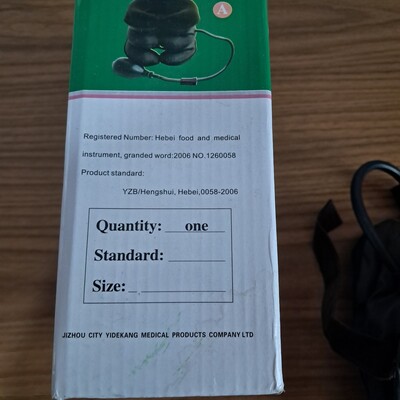 A
Registered Number: Hebei food and medical
instrument, granded word:2006 NO.1260058
Product standard:
YZB/Hengshui, Hebei,0058-2006
Quantity: one
Standard:
Size:
JIZHOU CITY YIDEKANG MEDICAL PRODUCTS COMPANY LTD